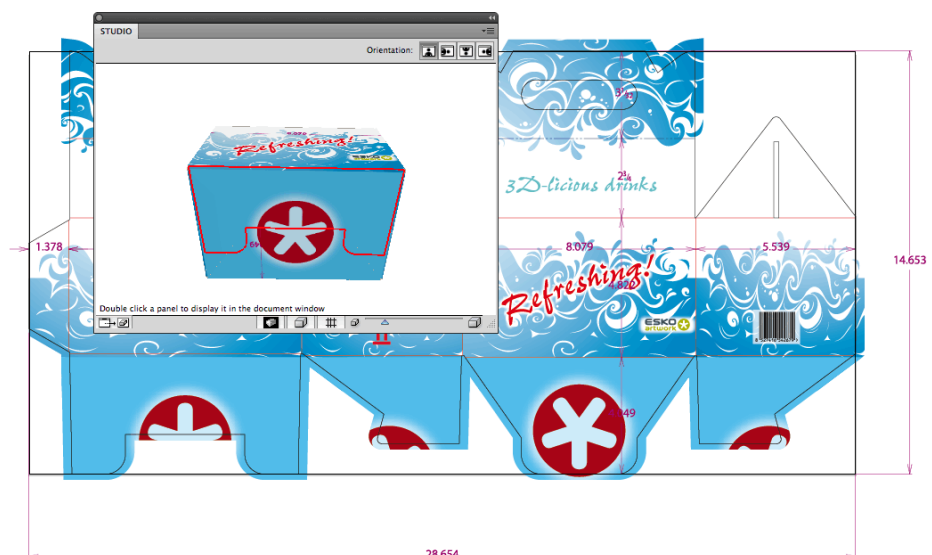 STUDIO
Orientation:
Refreshing!
Double click a panel to display it in the document window
3D-licious drinks
1.378
8.079
5.539
14.653
Refreshing!
ESKO
artwork
28.654